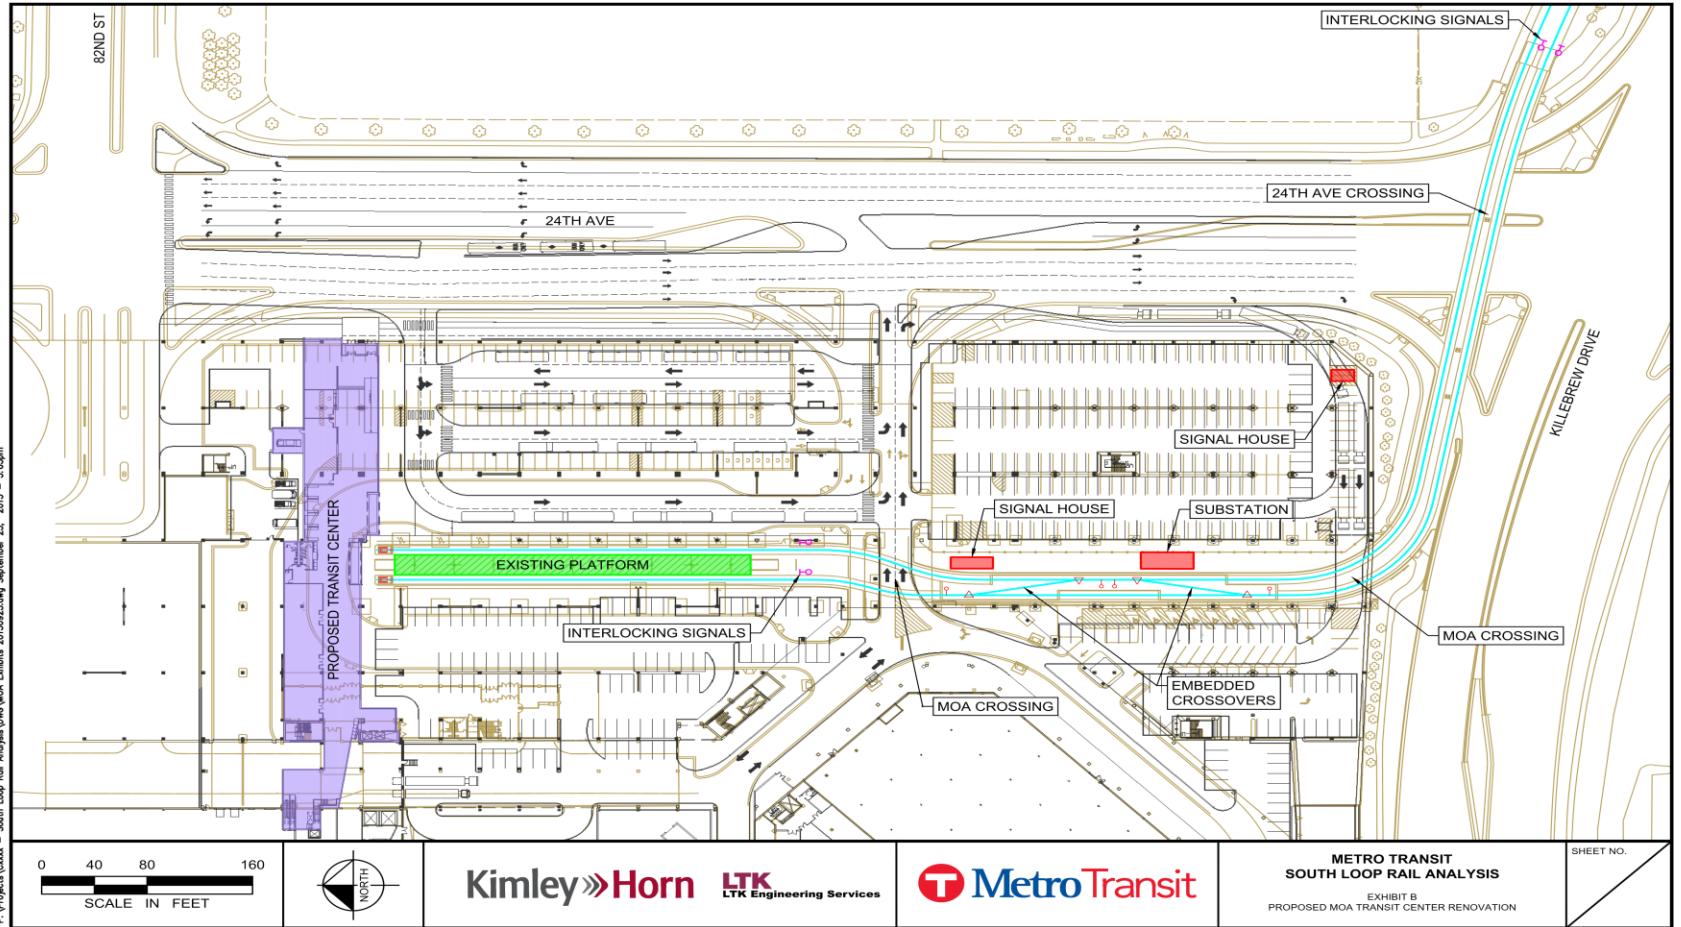 82ND ST
INTERLOCKING SIGNALS
24TH AVE CROSSING
24TH AVE
KILLEBREW DRIVE
SIGNAL HOUSE
SIGNAL HOUSE
SUBSTATION
PROPOSED TRANSIT CENTER
EXISTING PLATFORM
INTERLOCKING SIGNALS
MOA CROSSING
EMBEDDED
CROSSOVERS
MOA CROSSING
0 40 80 160
SCALE IN FEET
NORTH
Kimley»Horn
LTK
LTK Engineering Services
T Metro Transit
METRO TRANSIT
SOUTH LOOP RAIL ANALYSIS
EXHIBIT B
PROPOSED MOA TRANSIT CENTER RENOVATION
SHEET NO.